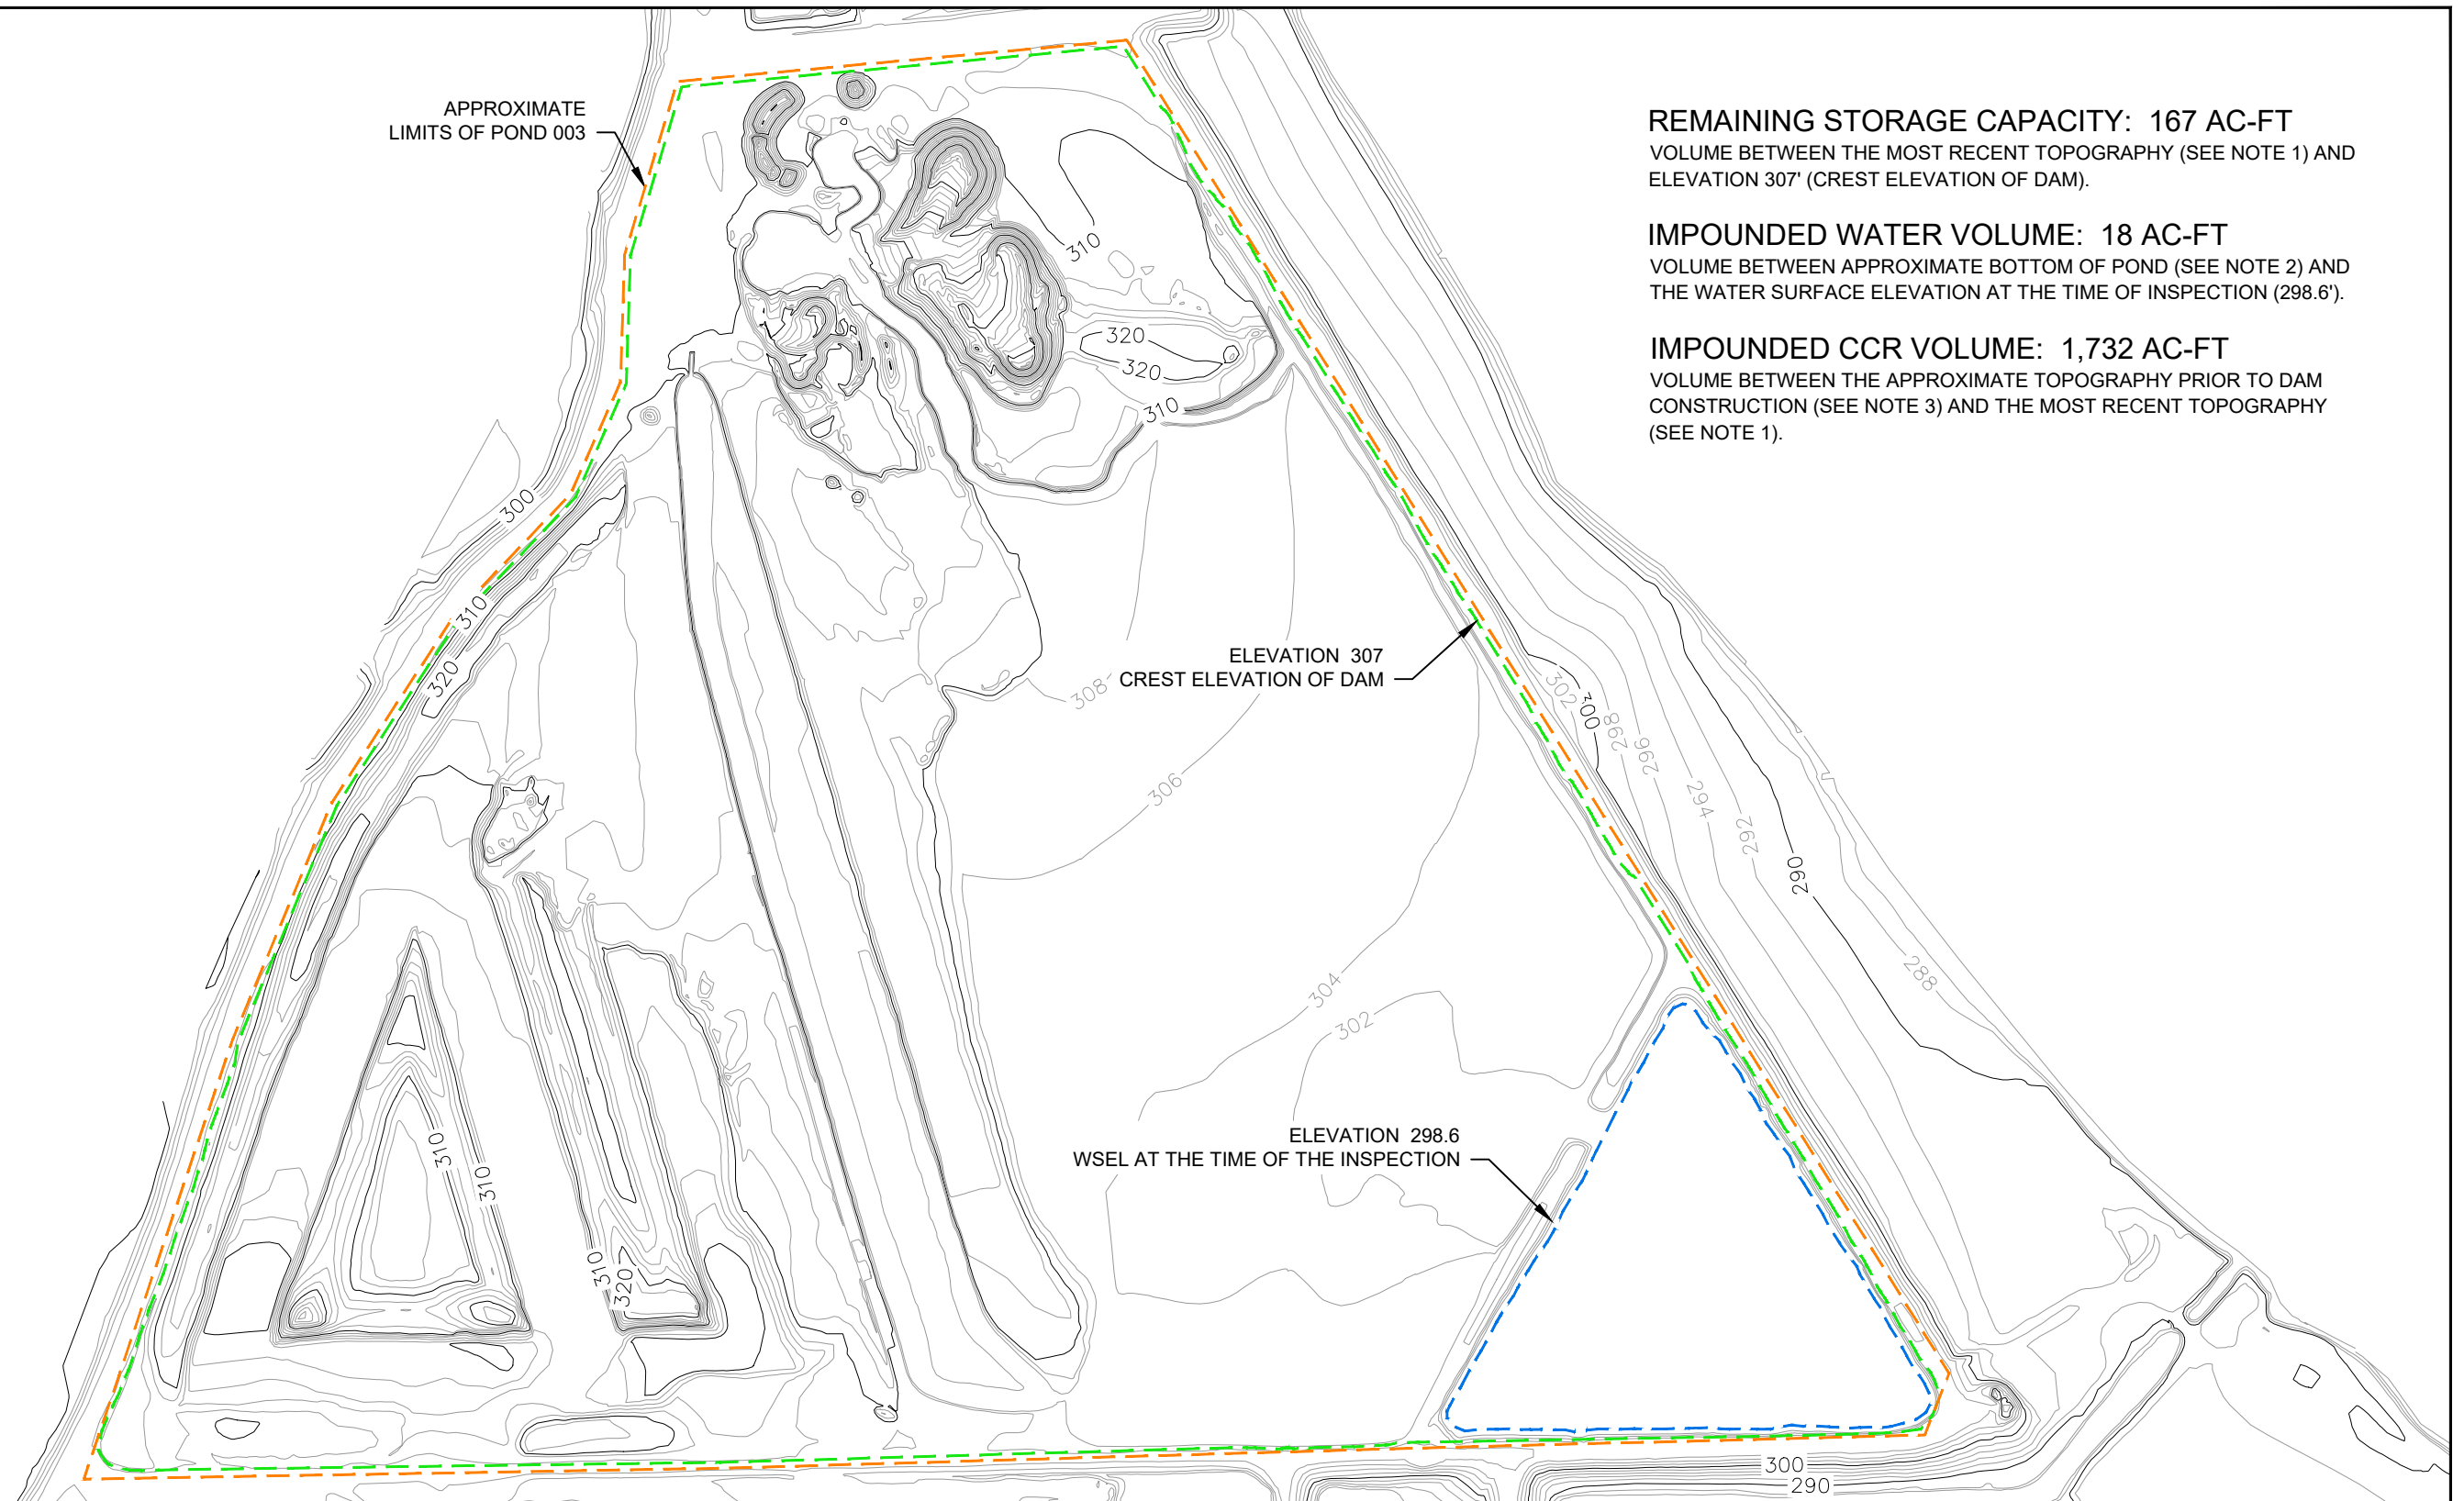 APPROXIMATE
LIMITS OF POND 003
REMAINING STORAGE CAPACITY: 167 AC-FT
VOLUME BETWEEN THE MOST RECENT TOPOGRAPHY (SEE NOTE 1) AND
ELEVATION 307' (CREST ELEVATION OF DAM).
IMPOUNDED WATER VOLUME: 18 AC-FT
VOLUME BETWEEN APPROXIMATE BOTTOM OF POND (SEE NOTE 2) AND
THE WATER SURFACE ELEVATION AT THE TIME OF INSPECTION (298.6').
IMPOUNDED CCR VOLUME: 1,732 AC-FT
VOLUME BETWEEN THE APPROXIMATE TOPOGRAPHY PRIOR TO DAM
CONSTRUCTION (SEE NOTE 3) AND THE MOST RECENT TOPOGRAPHY
(SEE NOTE 1).
310
320
320
310
300
310
320
ELEVATION 307
CREST ELEVATION OF DAM
308
306
302
300
298
296
294
292
290
288
304
302
ELEVATION 298.6
WSEL AT THE TIME OF THE INSPECTION
310
310
310
320
300
290